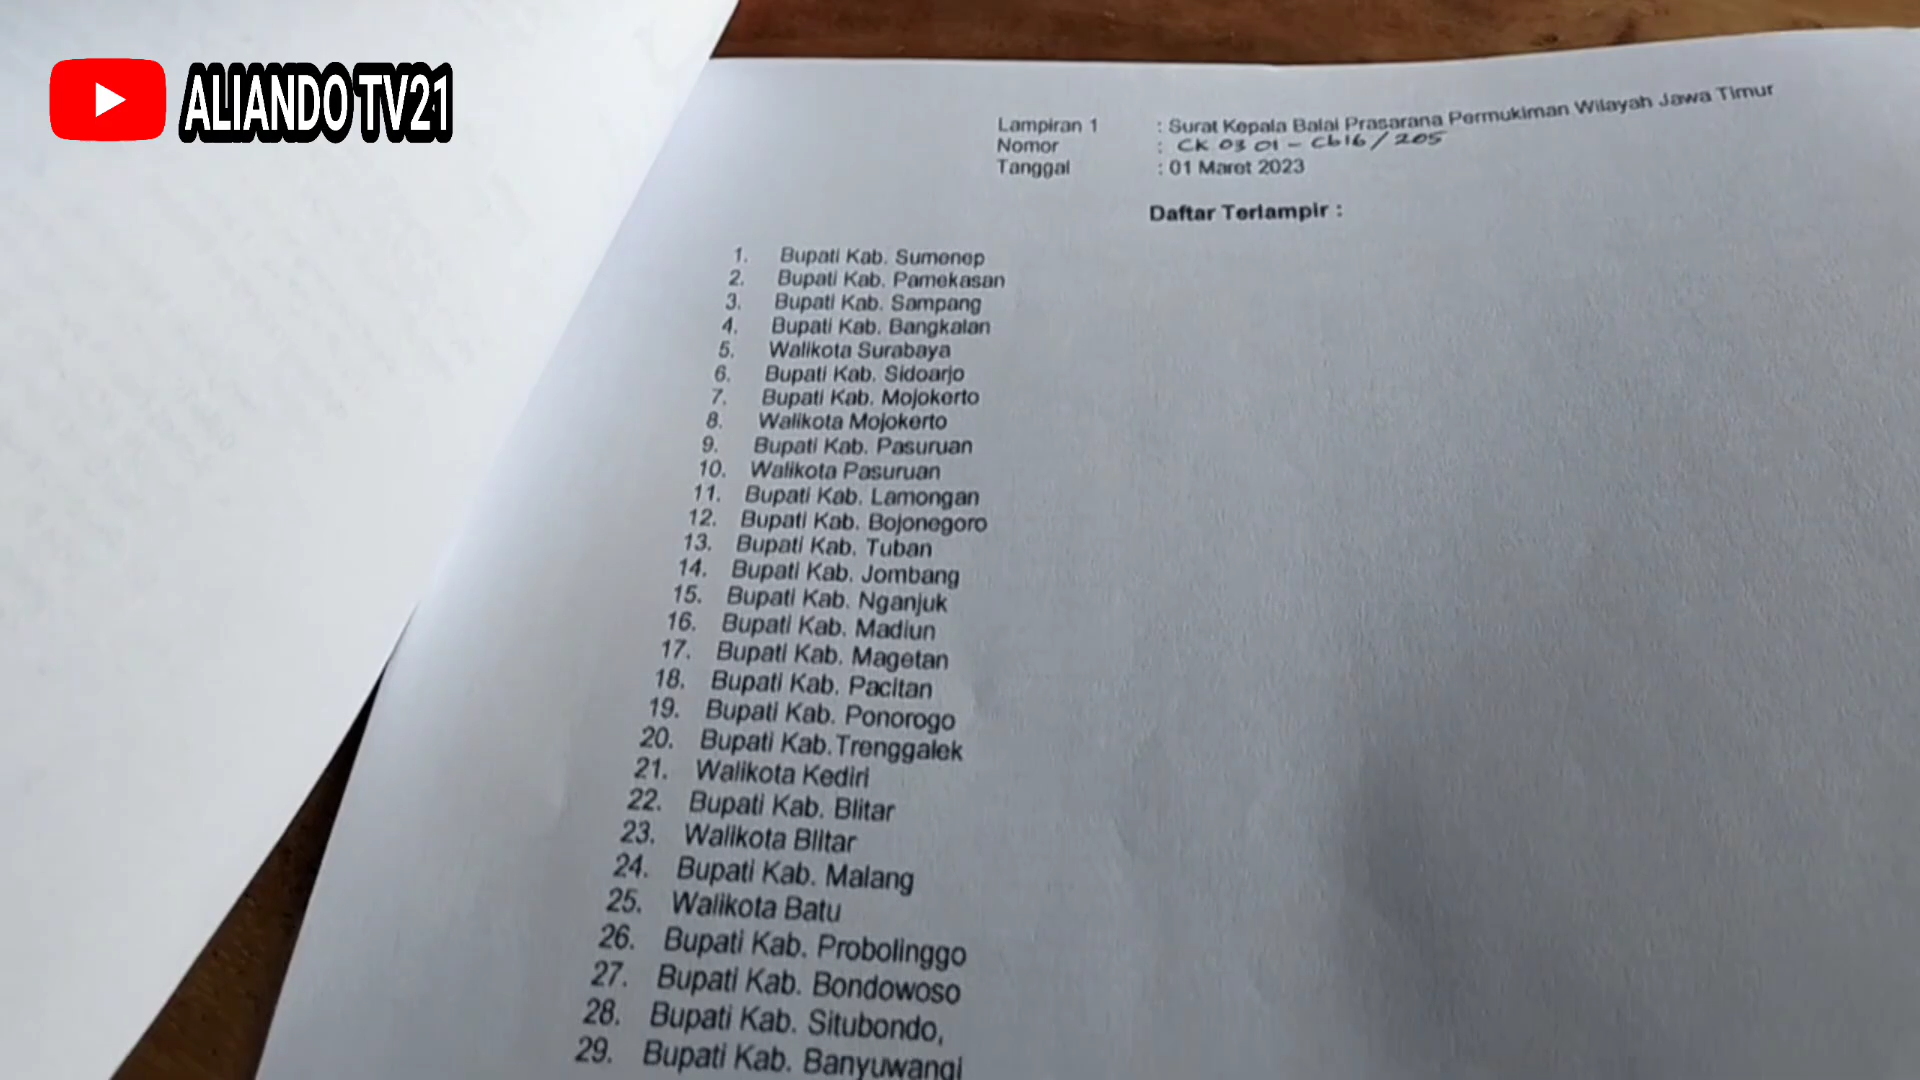 ALIANDO TV21
Lampiran 1 : Surat Kepala Balai Prasarana Permukiman Wilayah Jawa Timur
Nomor : CK 03 01 - Cb16 / 205
Tanggal : 01 Maret 2023
Daftar Terlampir :
1. Bupati Kab. Sumenep
2. Bupati Kab. Pamekasan
3. Bupati Kab. Sampang
4. Bupati Kab. Bangkalan
5. Walikota Surabaya
6. Bupati Kab. Sidoarjo
7. Bupati Kab. Mojokerto
8. Walikota Mojokerto
9. Bupati Kab. Pasuruan
10. Walikota Pasuruan
11. Bupati Kab. Lamongan
12. Bupati Kab. Bojonegoro
13. Bupati Kab. Tuban
14. Bupati Kab. Jombang
15. Bupati Kab. Nganjuk
16. Bupati Kab. Madiun
17. Bupati Kab. Magetan
18. Bupati Kab. Pacitan
19. Bupati Kab. Ponorogo
20. Bupati Kab. Trenggalek
21. Walikota Kediri
22. Bupati Kab. Blitar
23. Walikota Blitar
24. Bupati Kab. Malang
25. Walikota Batu
26. Bupati Kab. Probolinggo
27. Bupati Kab. Bondowoso
28. Bupati Kab. Situbondo,
29. Bupati Kab. Banyuwangi